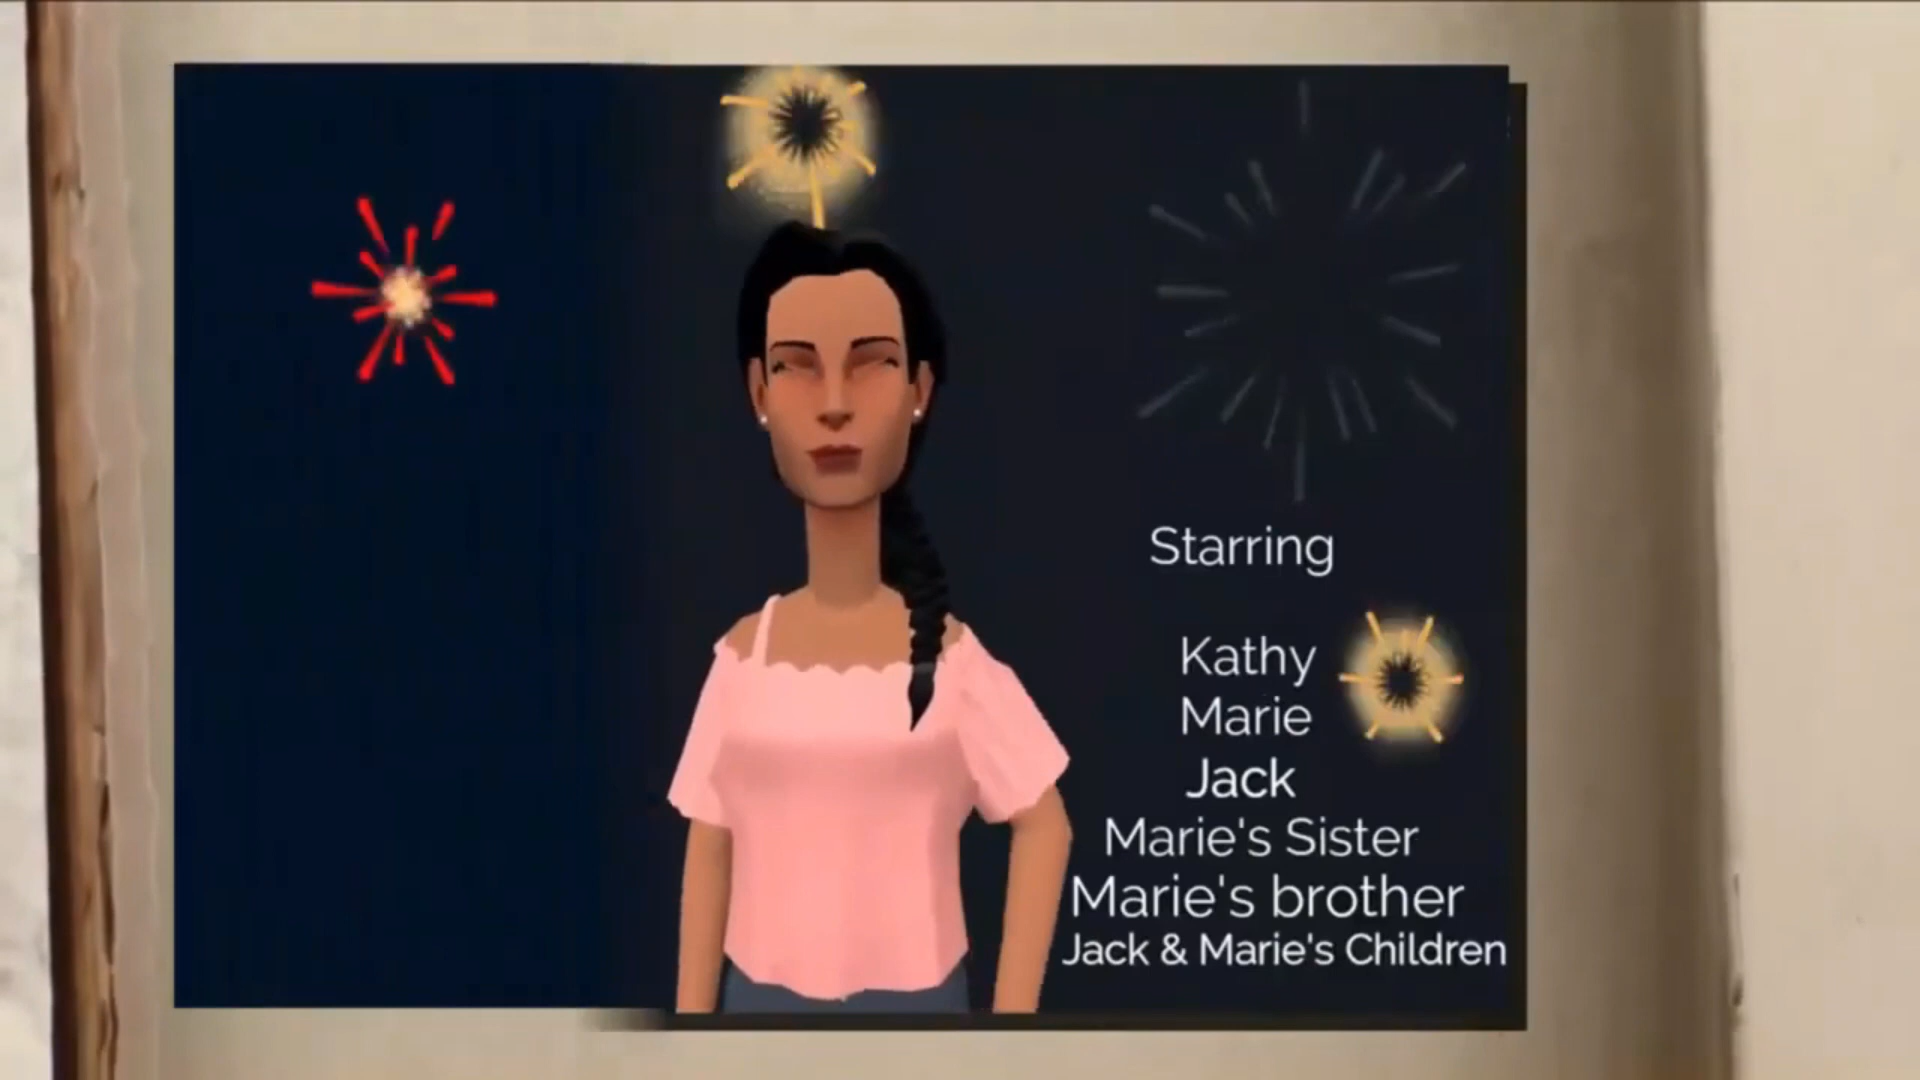 Starring
Kathy
Marie
Jack
Marie's Sister
Marie's brother
Jack & Marie's Children